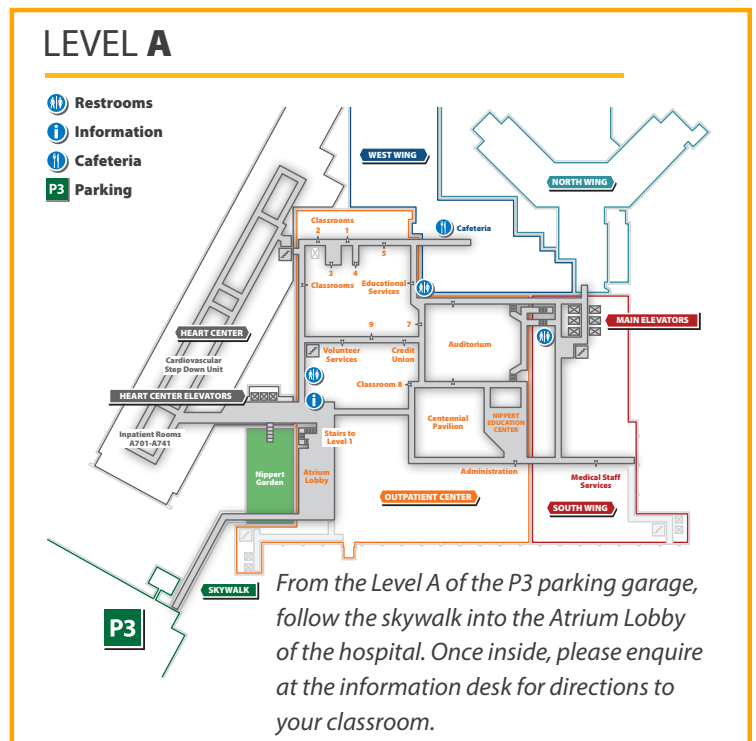 LEVEL A
Restrooms
Information
Cafeteria
P3 Parking
WEST WING
NORTH WING
Classrooms
2 1
Cafeteria
5
3 4
Classrooms
Educational
Services
HEART CENTER
9 7
MAIN ELEVATORS
Cardiovascular
Step Down Unit
Volunteer
Services
Credit
Union
Auditorium
HEART CENTER ELEVATORS
Classroom 8
Inpatient Rooms
A701-A741
Stairs to
Level 1
Centennial
Pavilion
NIPPERT
EDUCATION
CENTER
Nippert
Garden
Atrium
Lobby
Administration
Medical Staff
Services
OUTPATIENT CENTER
SOUTH WING
SKYWALK
P3
From the Level A of the P3 parking garage,
follow the skywalk into the Atrium Lobby
of the hospital. Once inside, please enquire
at the information desk for directions to
your classroom.